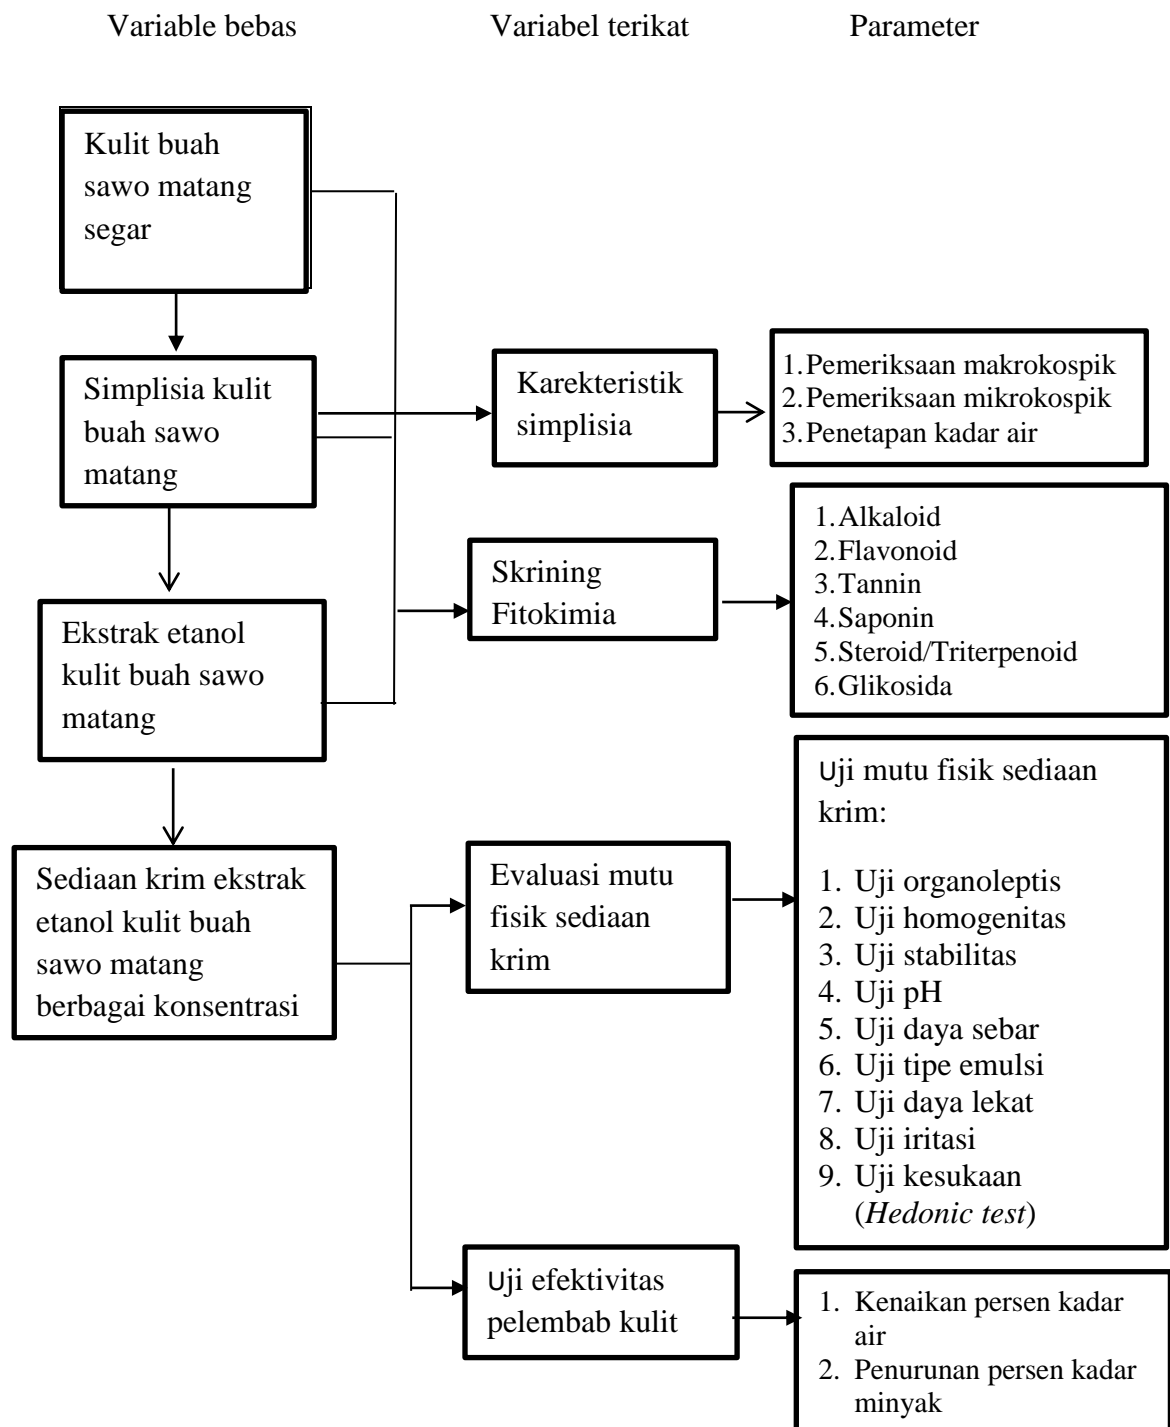 Variable bebas
Variabel terikat
Parameter
Kulit buah
sawo matang
segar
Simplisia kulit
buah sawo
matang
Karekteristik
simplisia
1.Pemeriksaan makrokospik
2.Pemeriksaan mikrokospik
3.Penetapan kadar air
Ekstrak etanol
kulit buah sawo
matang
Skrining
Fitokimia
1.Alkaloid
2.Flavonoid
3.Tannin
4.Saponin
5.Steroid/Triterpenoid
6.Glikosida
Sediaan krim ekstrak
etanol kulit buah
sawo matang
berbagai konsentrasi
Evaluasi mutu
fisik sediaan
krim
Uji mutu fisik sediaan
krim:
1. Uji organoleptis
2. Uji homogenitas
3. Uji stabilitas
4. Uji pH
5. Uji daya sebar
6. Uji tipe emulsi
7. Uji daya lekat
8. Uji iritasi
9. Uji kesukaan
(Hedonic test)
Uji efektivitas
pelembab kulit
1. Kenaikan persen kadar
air
2. Penurunan persen kadar
minyak